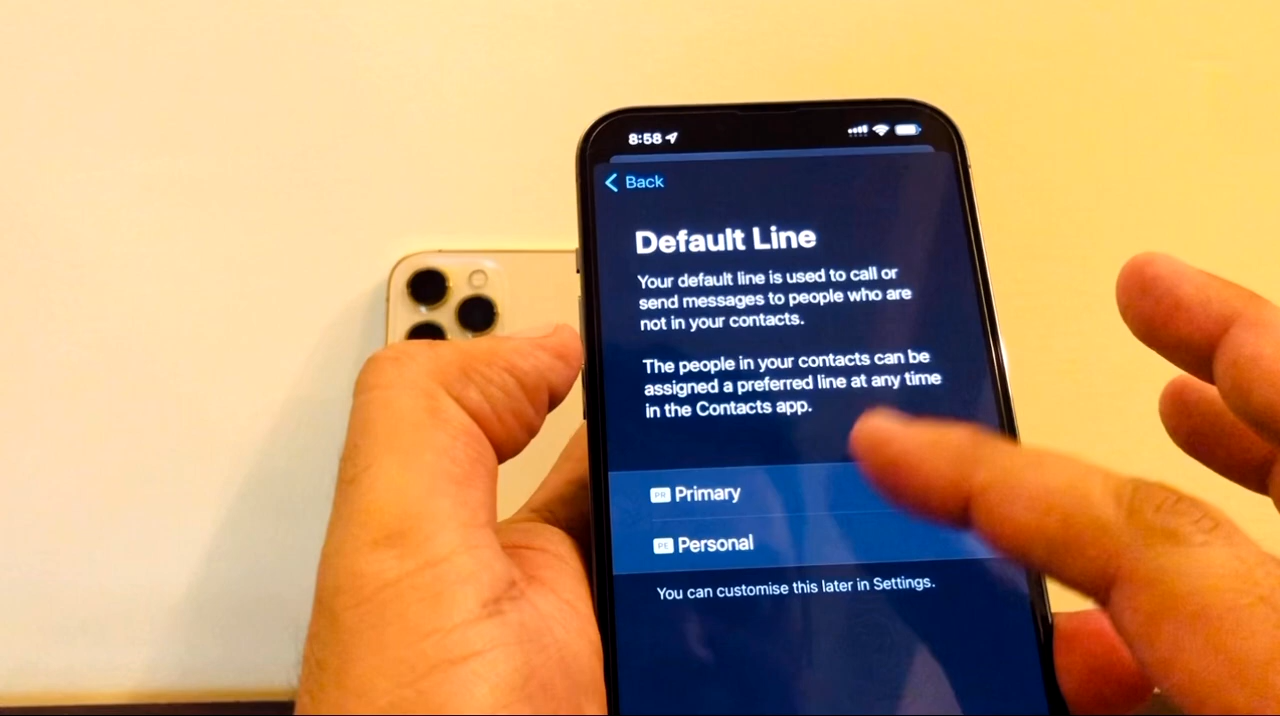 8:58
Back
Default Line
Your default line is used to call or
send messages to people who are
not in your contacts.
The people in your contacts can be
assigned a preferred line at any time
in the Contacts app.
PR Primary
PE Personal
You can customise this later in Settings.